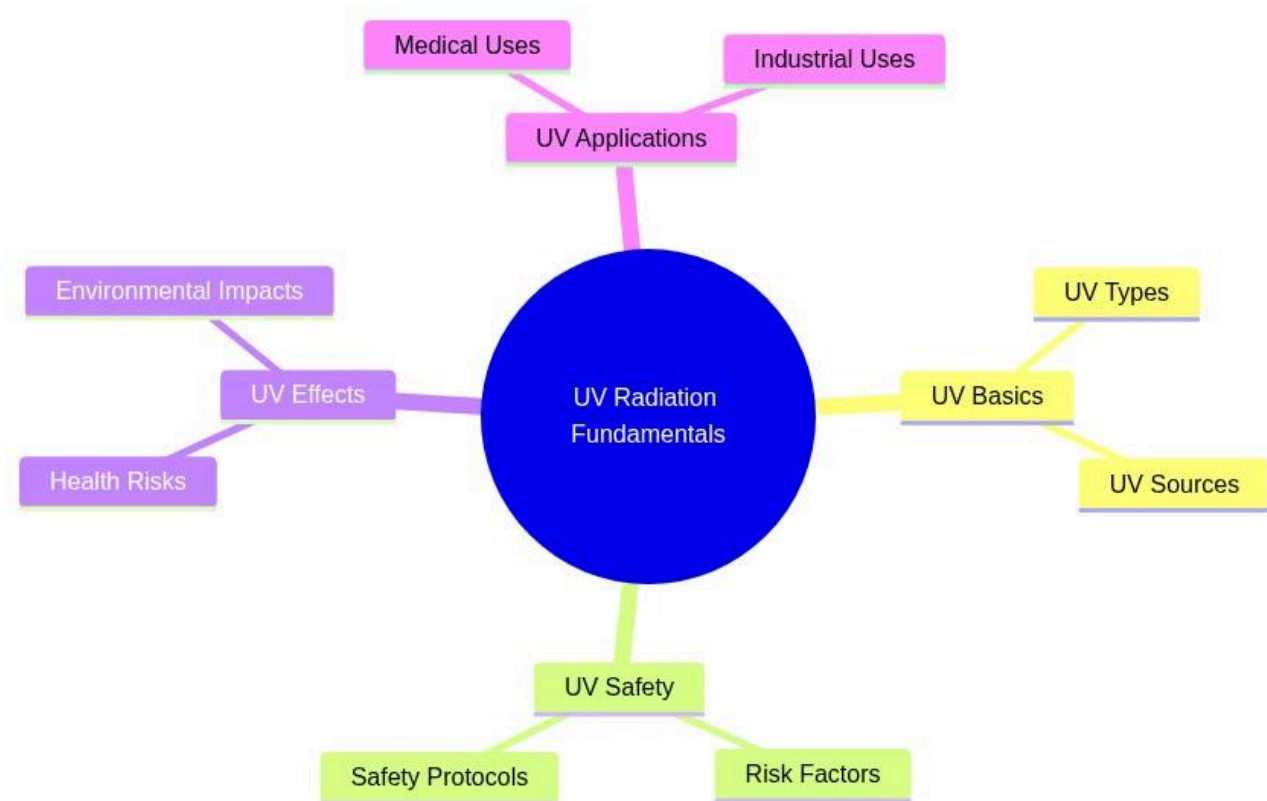 Medical Uses
Industrial Uses
UV Applications
Environmental Impacts
UV Types
UV Effects
UV Radiation
Fundamentals
UV Basics
Health Risks
UV Sources
UV Safety
Safety Protocols
Risk Factors